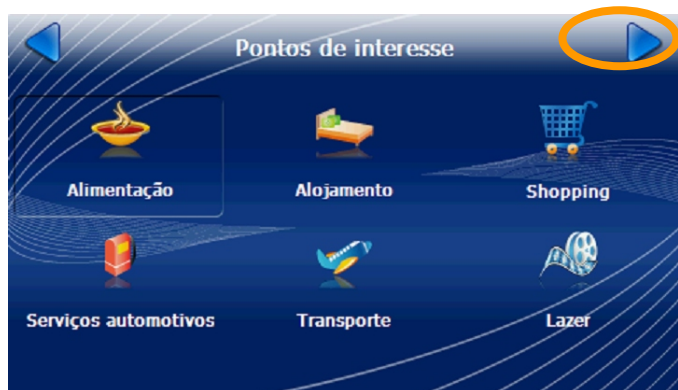 Pontos de interesse
Alimentação Alojamento Shopping
Serviços automotivos Transporte Lazer